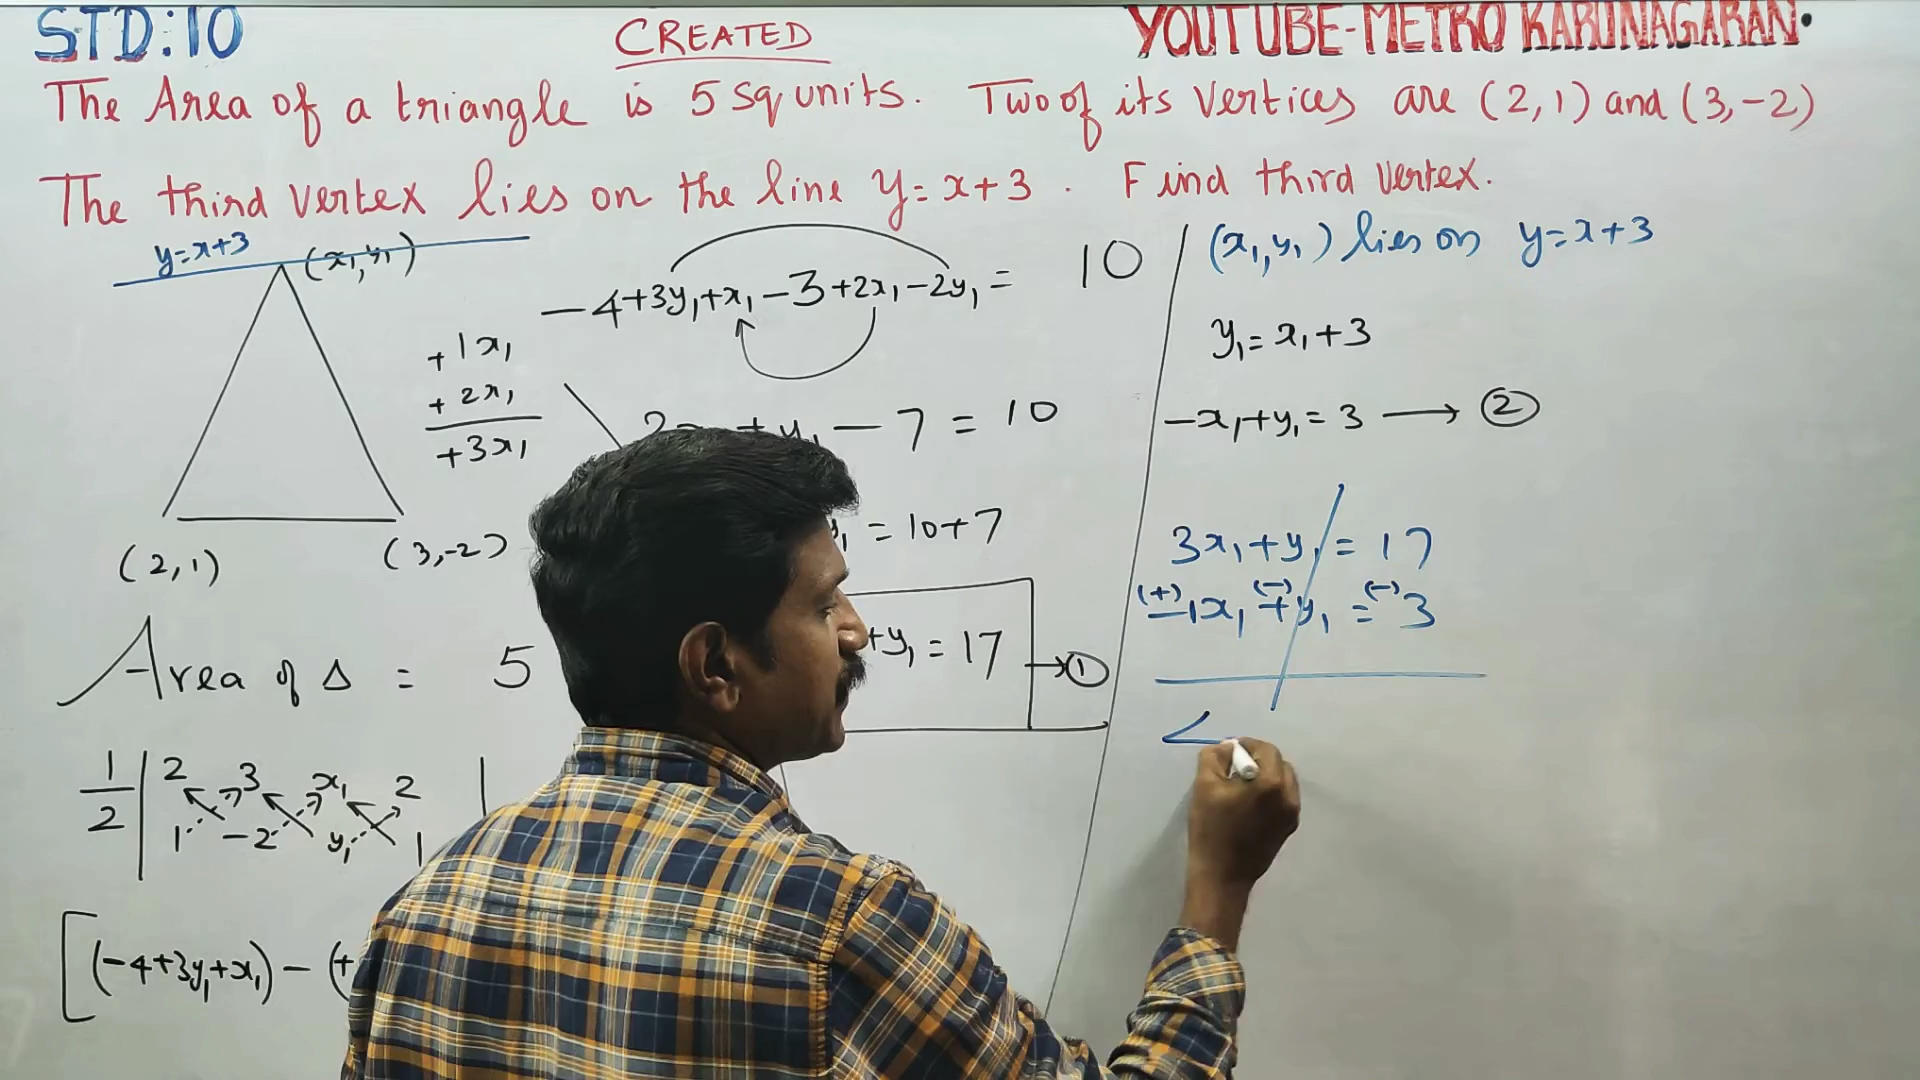 STD:10 CREATED YOUTUBE-METRO KARUNAGARAN.
The Area of a triangle is 5 sq units. Two of its vertices are (2,1) and (3,-2)
The third vertex lies on the line y=x+3. Find third vertex.
y=x+3
(x₁,y₁)
(2,1) (3,-2)
+1x₁
+2x₁
+3x₁
Area of Δ = 5
1/2 | 2 3 x₁ 2 |
1 -2 y₁ 1
[(-4+3y₁+x₁) - (+
-4+3y₁+x₁-3+2x₁-2y₁ = 10
+y₁ - 7 = 10
= 10+7
+y₁ = 17 → ①
(x₁,y₁) lies on y=x+3
y₁ = x₁+3
-x₁+y₁ = 3 → ②
3x₁+y₁ = 17
(+) (-) (-)
-1x₁+y₁ = 3
4